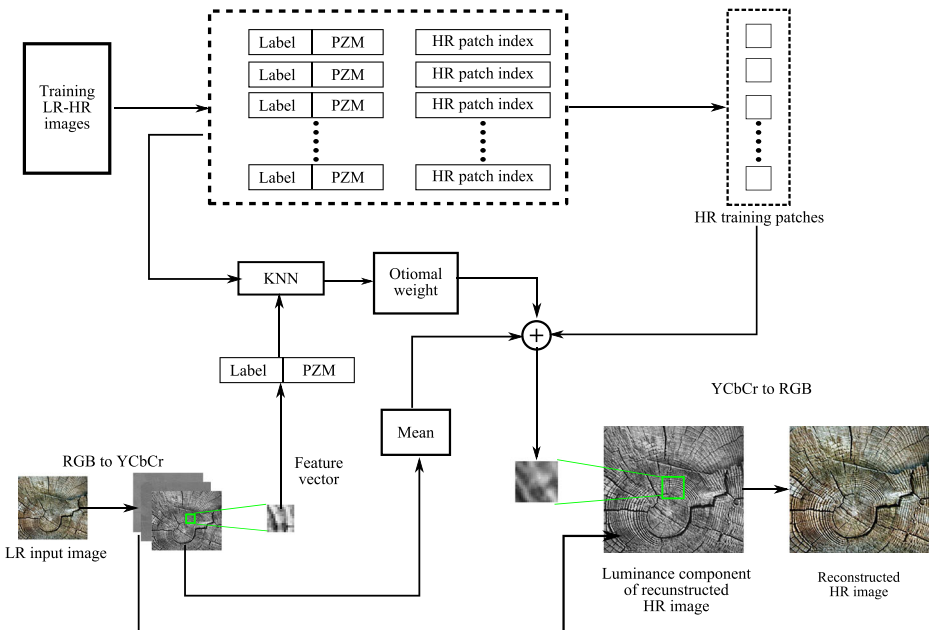 Training
LR-HR
images
Label PZM HR patch index
Label PZM HR patch index
Label PZM HR patch index
Label PZM HR patch index
HR training patches
KNN
Otiomal
weight
+
Label PZM
YCbCr to RGB
Mean
RGB to YCbCr
Feature
vector
LR input image
Luminance component
of recunstructed
HR image
Reconstructed
HR image